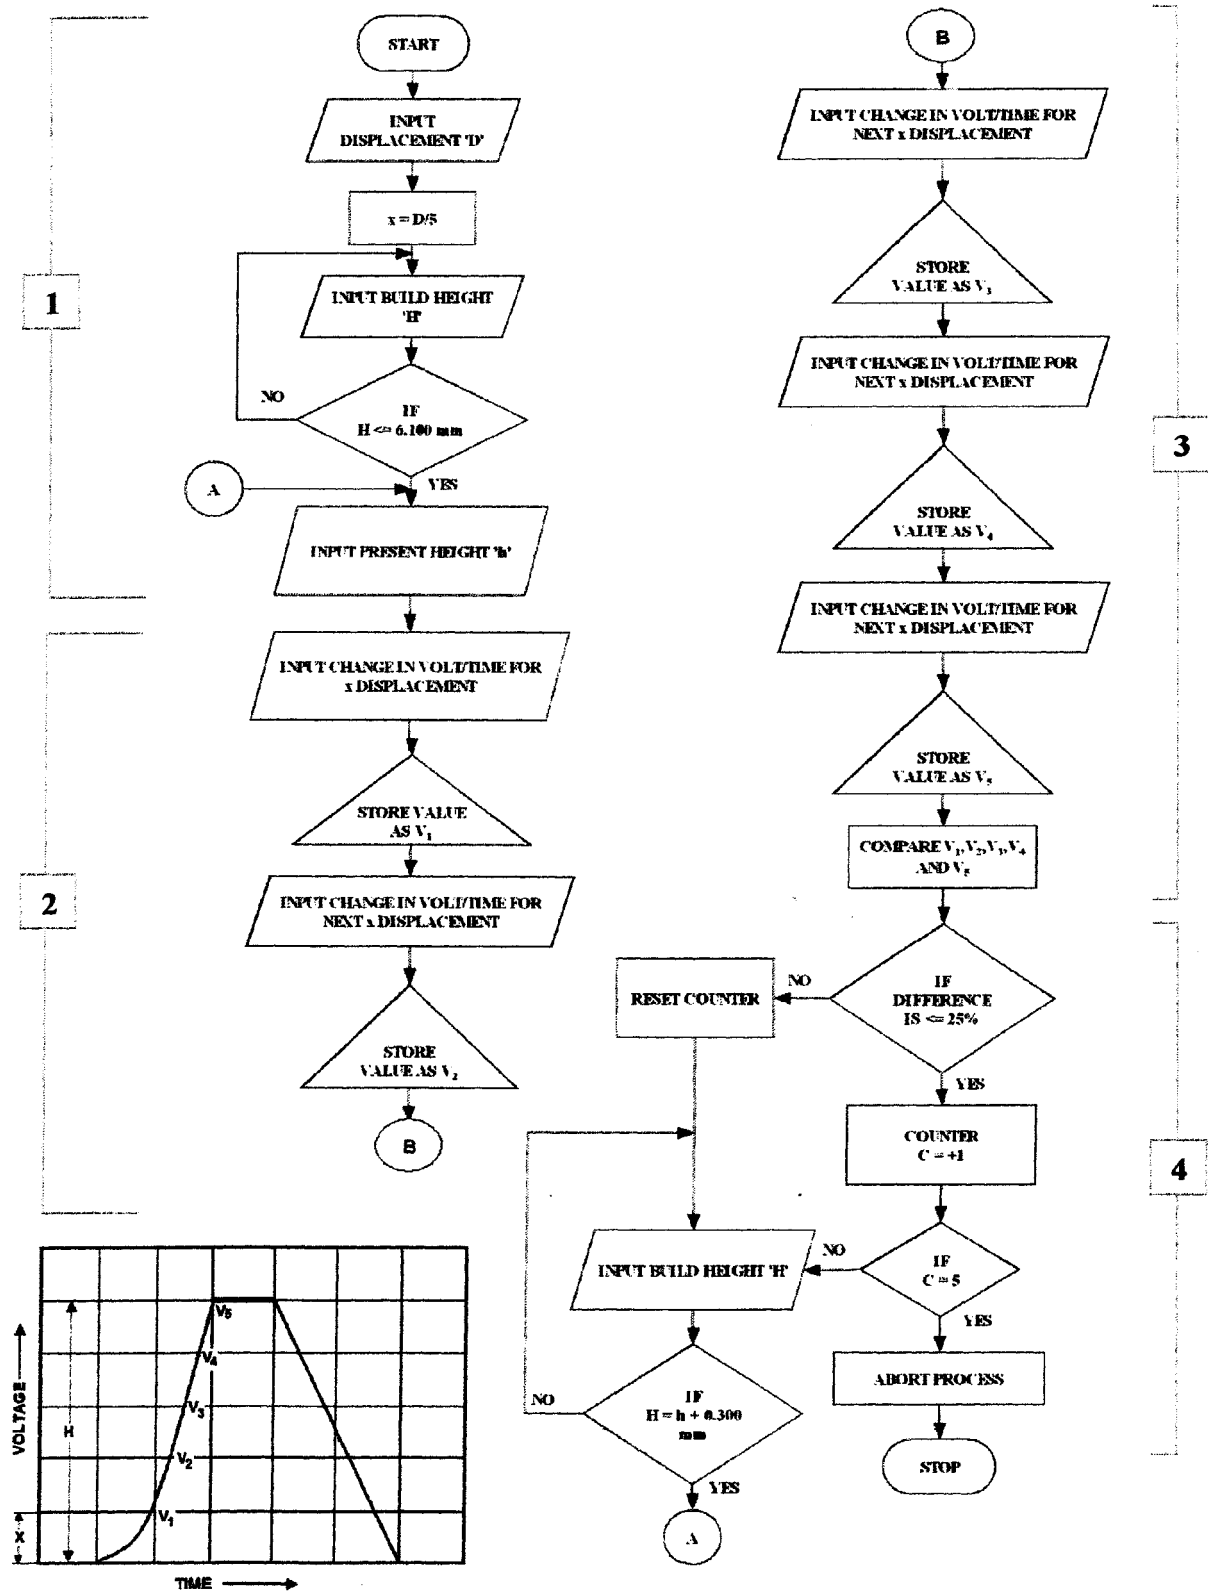 START
INPUT
DISPLACEMENT 'D'
x = D/5
INPUT BUILD HEIGHT
'H'
NO
IF
H <= 6.100 mm
A
YES
INPUT PRESENT HEIGHT 'h'
1
INPUT CHANGE IN VOLT/TIME FOR
x DISPLACEMENT
STORE VALUE
AS V₁
INPUT CHANGE IN VOLT/TIME FOR
NEXT x DISPLACEMENT
STORE
VALUE AS V₂
B
2
B
INPUT CHANGE IN VOLT/TIME FOR
NEXT x DISPLACEMENT
STORE
VALUE AS V₃
INPUT CHANGE IN VOLT/TIME FOR
NEXT x DISPLACEMENT
STORE
VALUE AS V₄
INPUT CHANGE IN VOLT/TIME FOR
NEXT x DISPLACEMENT
STORE
VALUE AS V₅
COMPARE V₁, V₂, V₃, V₄
AND V₅
3
IF
DIFFERENCE
IS <= 25%
NO
RESET COUNTER
YES
COUNTER
C = +1
4
IF
C = 5
NO
INPUT BUILD HEIGHT 'H'
YES
ABORT PROCESS
STOP
IF
H = h + 0.300
mm
NO
YES
A
VOLTAGE
H
X
V₅
V₄
V₃
V₂
V₁
TIME